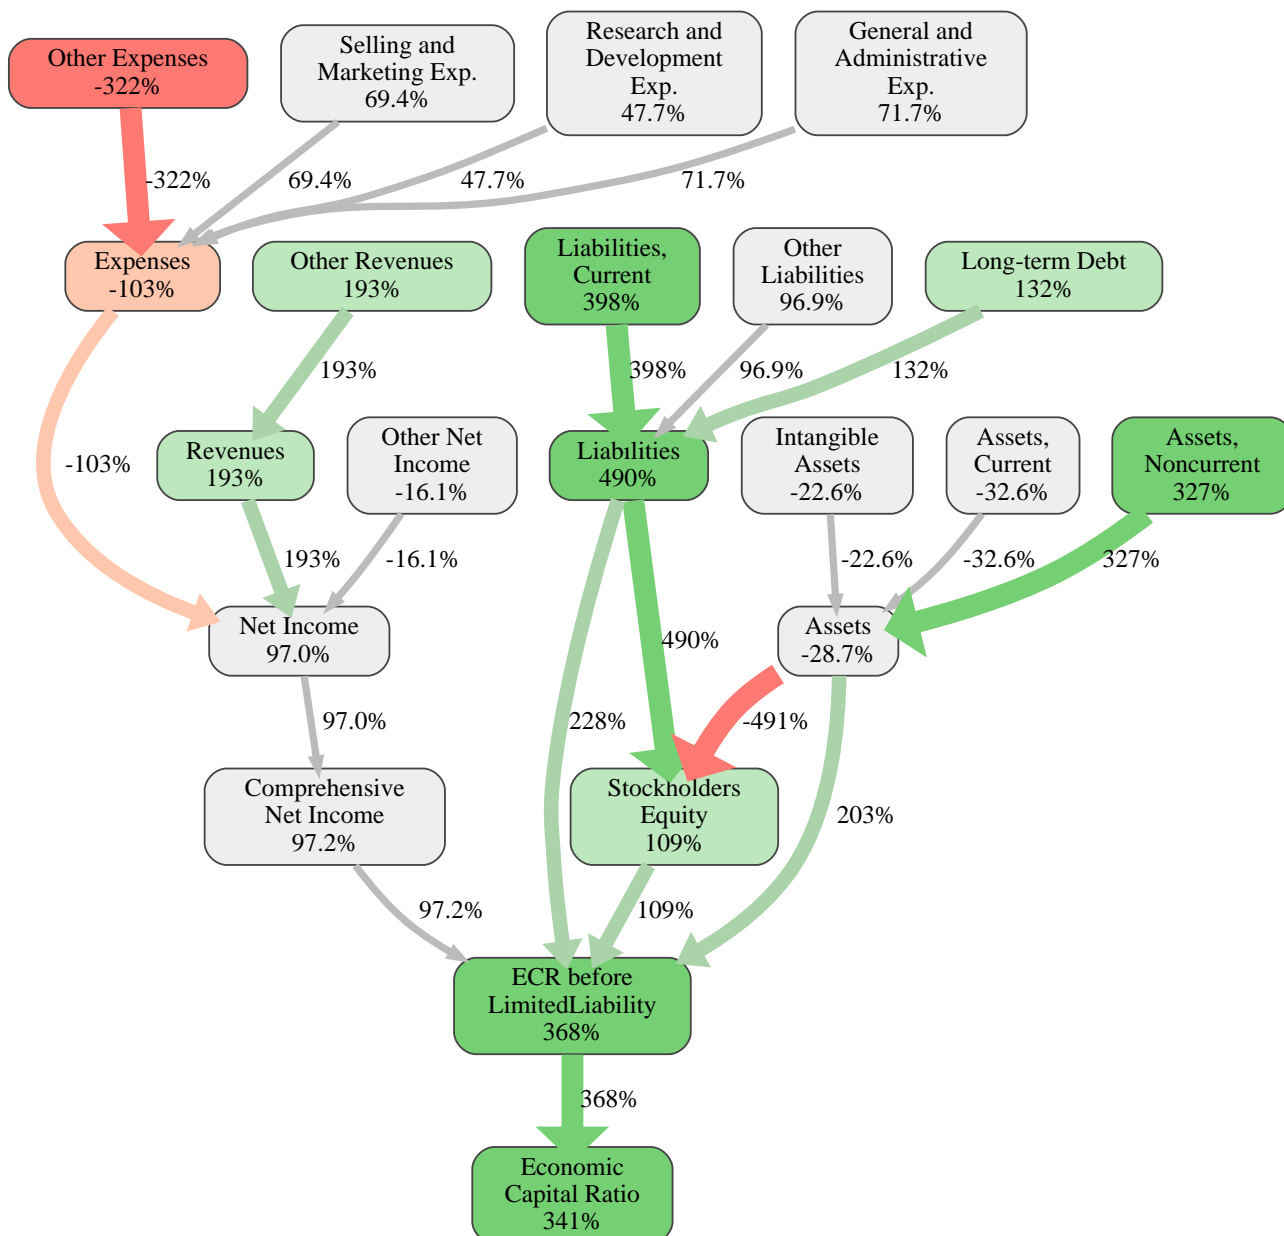 Other Expenses
-322%
Selling and
Marketing Exp.
69.4%
Research and
Development
Exp.
47.7%
General and
Administrative
Exp.
71.7%
-322%
69.4%
47.7%
71.7%
Expenses
-103%
Other Revenues
193%
Liabilities,
Current
398%
Other
Liabilities
96.9%
Long-term Debt
132%
193%
398%
96.9%
132%
-103%
Revenues
193%
Other Net
Income
-16.1%
Liabilities
490%
Intangible
Assets
-22.6%
Assets,
Current
-32.6%
Assets,
Noncurrent
327%
193%
-16.1%
-22.6%
-32.6%
327%
Net Income
97.0%
490%
Assets
-28.7%
97.0%
228%
-491%
Comprehensive
Net Income
97.2%
Stockholders
Equity
109%
203%
97.2%
109%
ECR before
LimitedLiability
368%
368%
Economic
Capital Ratio
341%